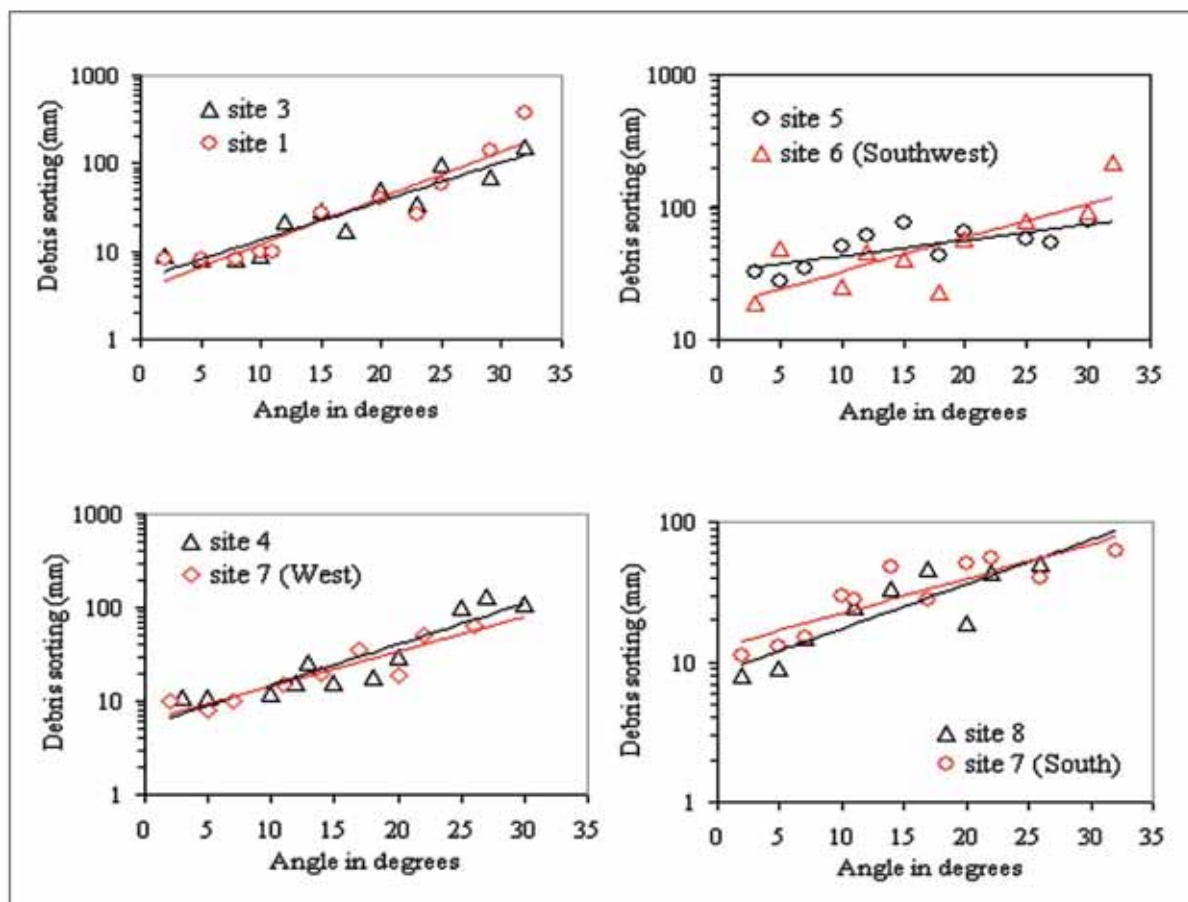 Debris sorting (mm)
1000
100
10
1
site 3
site 1
0 5 10 15 20 25 30 35
Angle in degrees
Debris sorting (mm)
1000
100
10
site 5
site 6 (Southwest)
0 5 10 15 20 25 30 35
Angle in degrees
Debris sorting (mm)
1000
100
10
1
site 4
site 7 (West)
0 5 10 15 20 25 30 35
Angle in degrees
Debris sorting (mm)
100
10
1
site 8
site 7 (South)
0 5 10 15 20 25 30 35
Angle in degrees